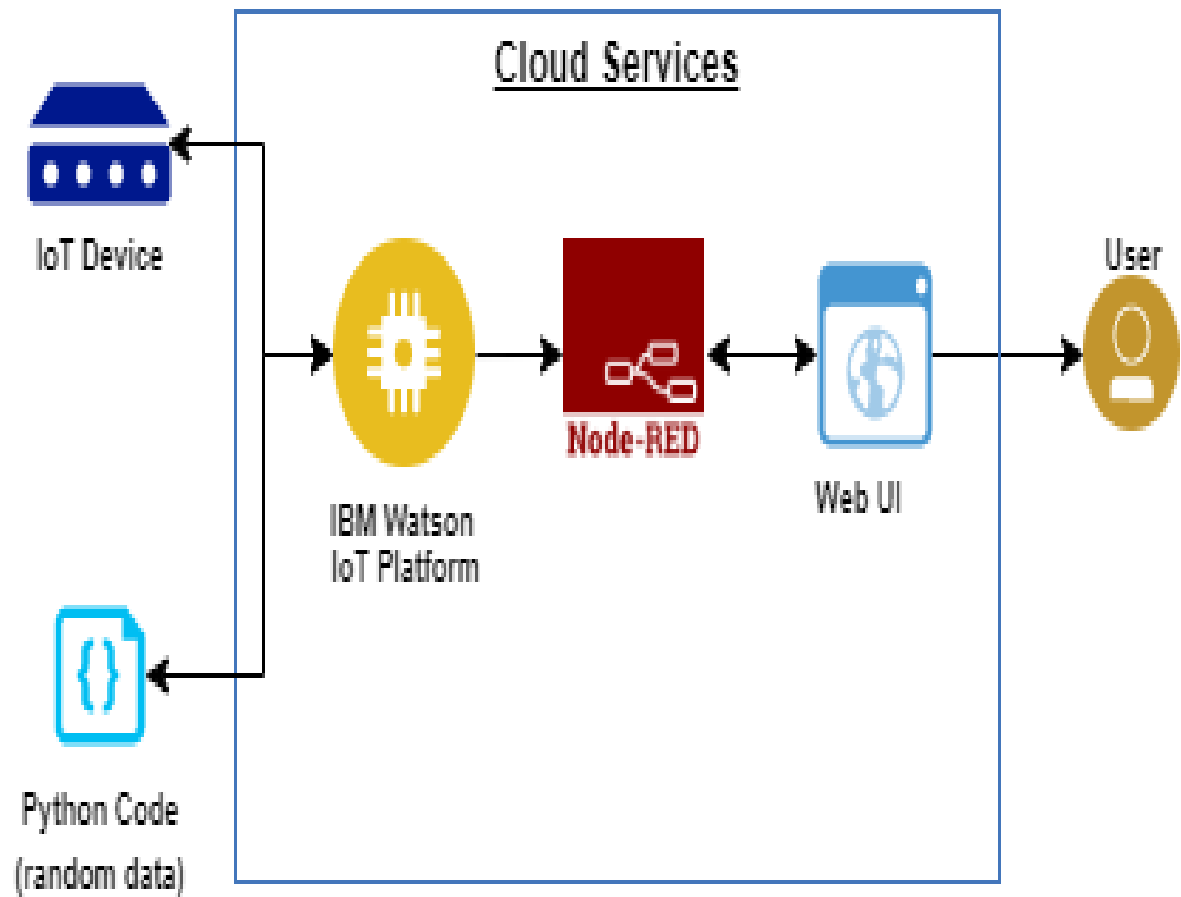 Cloud Services
IoT Device
User
Node-RED
Web UI
IBM Watson
IoT Platform
Python Code
(random data)